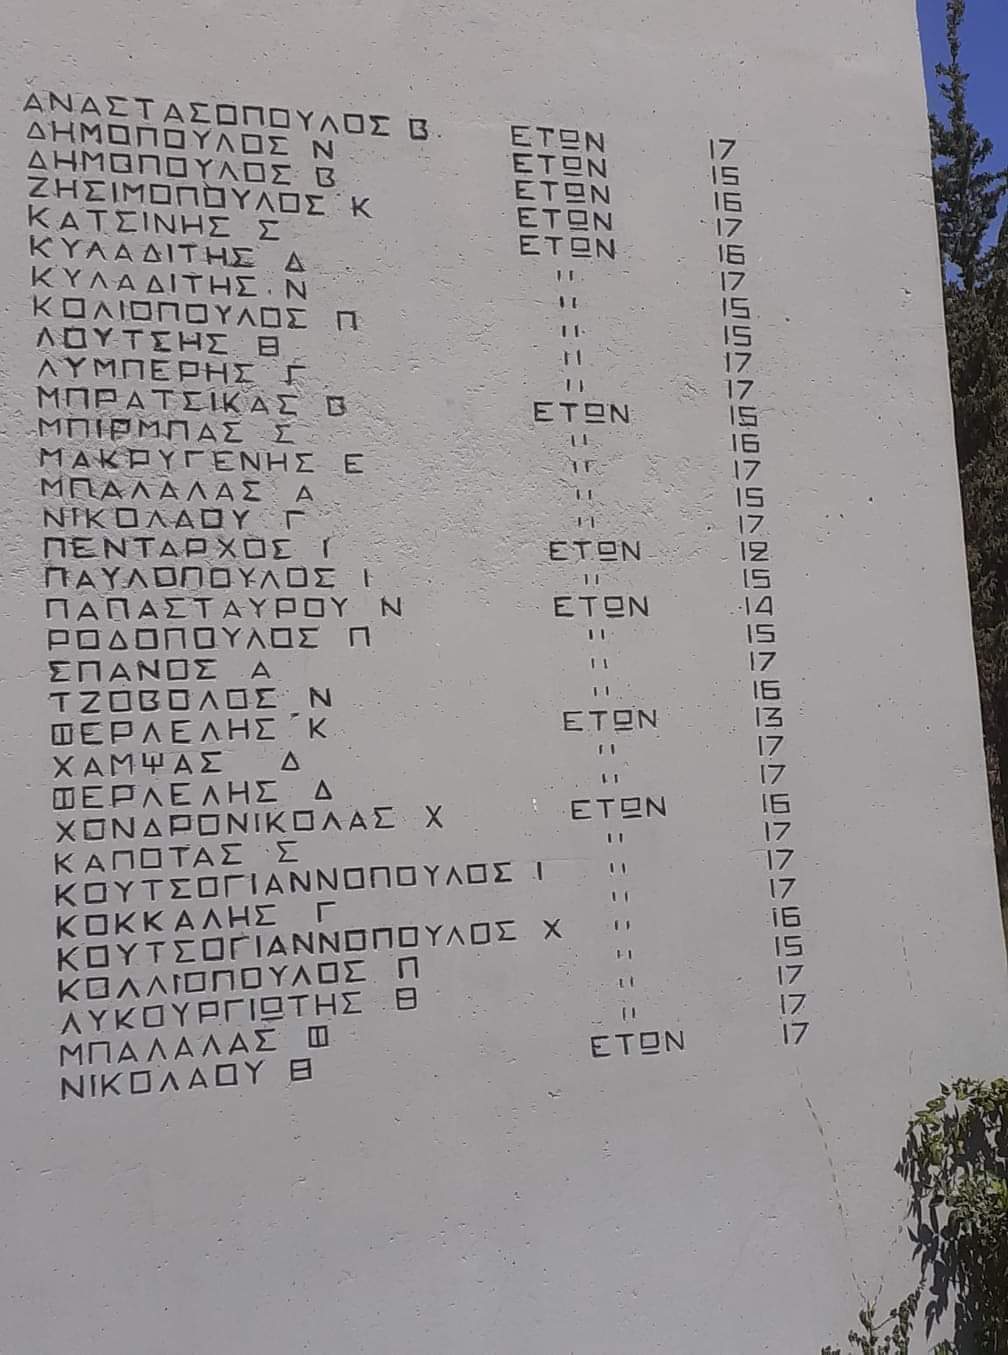 ΑΝΑΣΤΑΣΟΠΟΥΛΟΣ Β. ΕΤΩΝ 17
ΔΗΜΟΠΟΥΛΟΣ Ν ΕΤΩΝ 15
ΔΗΜΟΠΟΥΛΟΣ Β ΕΤΩΝ 16
ΖΗΣΙΜΟΠΟΥΛΟΣ Κ ΕΤΩΝ 17
ΚΑΤΣΙΝΗΣ Σ ΕΤΩΝ 16
ΚΥΛΑΔΙΤΗΣ Δ " 17
ΚΥΛΑΔΙΤΗΣ Ν " 15
ΚΟΛΙΟΠΟΥΛΟΣ Π " 15
ΛΟΥΤΣΗΣ Θ " 17
ΛΥΜΠΕΡΗΣ Γ " 17
ΜΠΡΑΤΣΙΚΑΣ Β ΕΤΩΝ 15
ΜΠΙΡΜΠΑΣ Σ " 16
ΜΑΚΡΥΓΕΝΗΣ Ε " 17
ΜΠΑΛΑΛΑΣ Α " 15
ΝΙΚΟΛΑΟΥ Γ " 17
ΠΕΝΤΑΡΧΟΣ Ι ΕΤΩΝ 12
ΠΑΥΛΟΠΟΥΛΟΣ Ι " 15
ΠΑΠΑΣΤΑΥΡΟΥ Ν ΕΤΩΝ 14
ΡΟΔΟΠΟΥΛΟΣ Π " 15
ΣΠΑΝΟΣ Α " 17
ΤΖΟΒΟΛΟΣ Ν " 16
ΦΕΡΛΕΛΗΣ Κ ΕΤΩΝ 13
ΧΑΜΨΑΣ Δ " 17
ΦΕΡΛΕΛΗΣ Δ " 17
ΧΟΝΔΡΟΝΙΚΟΛΑΣ Χ ΕΤΩΝ 16
ΚΑΠΟΤΑΣ Σ " 17
ΚΟΥΤΣΟΓΙΑΝΝΟΠΟΥΛΟΣ Ι " 17
ΚΟΚΚΑΛΗΣ Γ " 17
ΚΟΥΤΣΟΓΙΑΝΝΟΠΟΥΛΟΣ Χ " 16
ΚΟΛΛΙΟΠΟΥΛΟΣ Π " 15
ΛΥΚΟΥΡΓΙΩΤΗΣ Θ " 17
ΜΠΑΛΑΛΑΣ Φ " 17
ΝΙΚΟΛΑΟΥ Θ ΕΤΩΝ 17